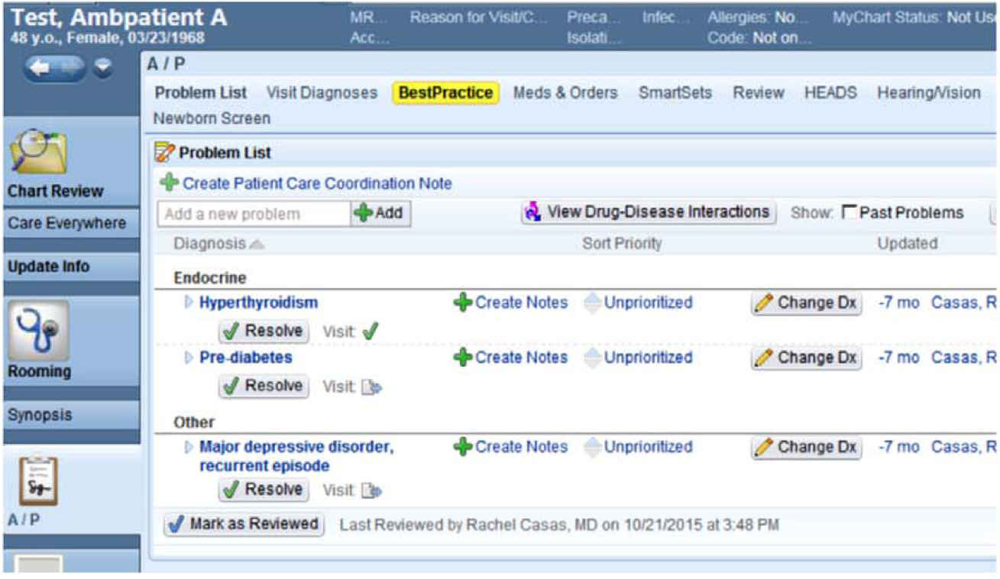 Test, Ambpatient A
48 y.o., Female, 03/23/1968
MR... Reason for Visit/C... Preca... Infec... Allergies: No... MyChart Status: Not Us
Acc... Isolati... Code: Not on...
A / P
Problem List Visit Diagnoses BestPractice Meds & Orders SmartSets Review HEADS Hearing/Vision
Newborn Screen
Problem List
Create Patient Care Coordination Note
Add a new problem Add View Drug-Disease Interactions Show: Past Problems
Diagnosis Sort Priority Updated
Endocrine
Hyperthyroidism Create Notes Unprioritized Change Dx -7 mo Casas, R
Resolve Visit:
Pre-diabetes Create Notes Unprioritized Change Dx -7 mo Casas, R
Resolve Visit:
Other
Major depressive disorder, Create Notes Unprioritized Change Dx -7 mo Casas, R
recurrent episode
Resolve Visit:
Mark as Reviewed Last Reviewed by Rachel Casas, MD on 10/21/2015 at 3:48 PM
Chart Review
Care Everywhere
Update Info
Rooming
Synopsis
A / P